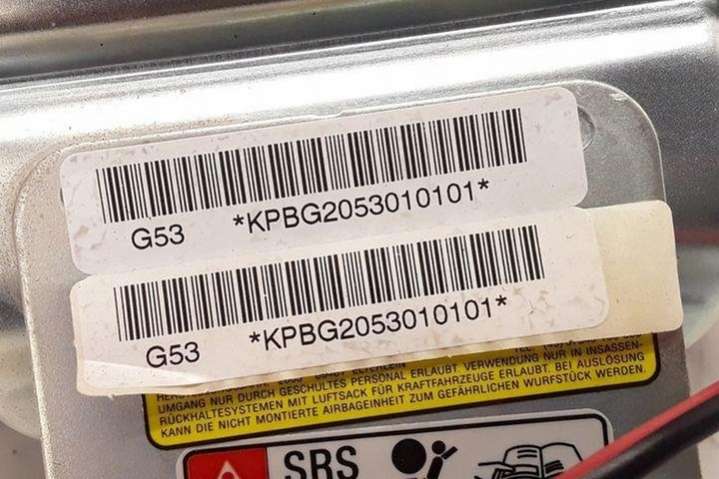 G53 *KPBG2053010101*
G53 *KPBG2053010101*
UMGANG NUR DURCH GESCHULTES PERSONAL ERLAUBT. VERWENDUNG NUR IN INSASSEN-
RÜCKHALTESYSTEMEN MIT LUFTSACK FÜR KRAFTFAHRZEUGE ERLAUBT. BEI AUSLÖSUNG
KANN DIE NICHT MONTIERTE AIRBAGEINHEIT ZUM GEFÄHRLICHEN WURFSTÜCK WERDEN.
SRS